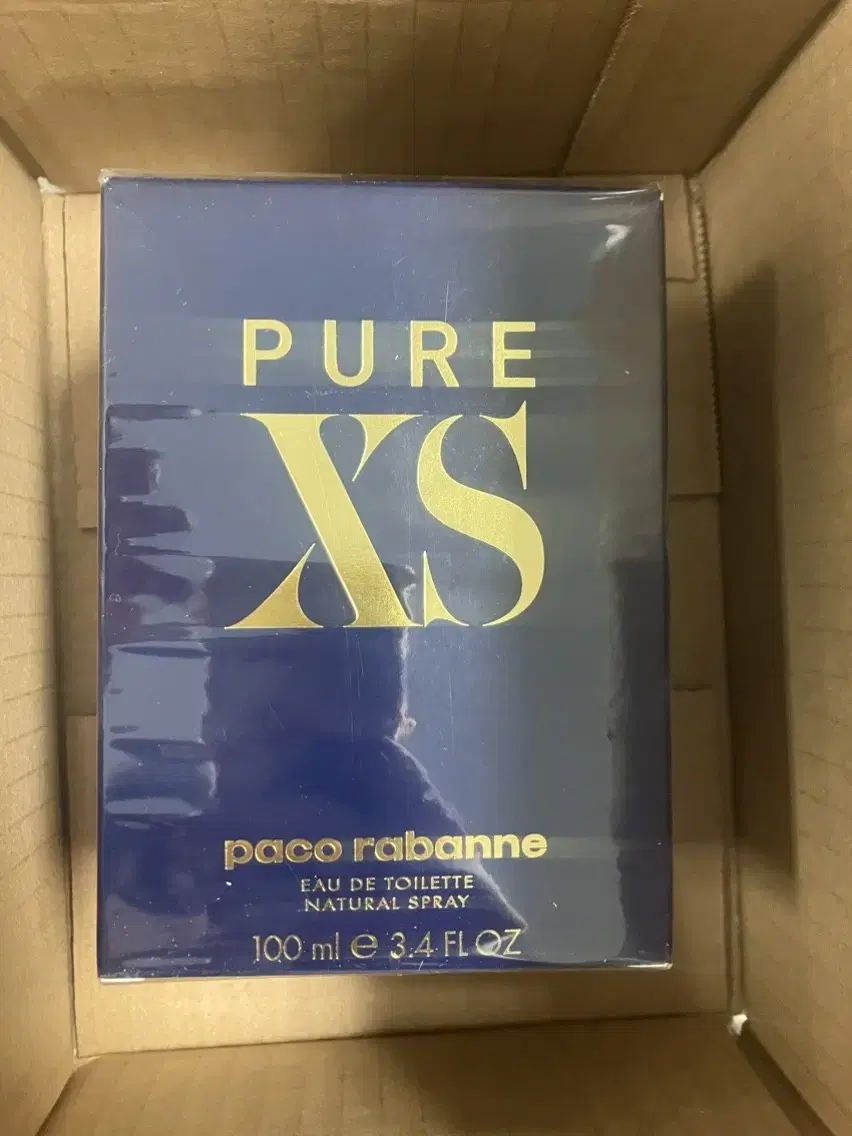 PURE
XS
paco rabanne
EAU DE TOILETTE
NATURAL SPRAY
100 ml ℮ 3.4 FL OZ